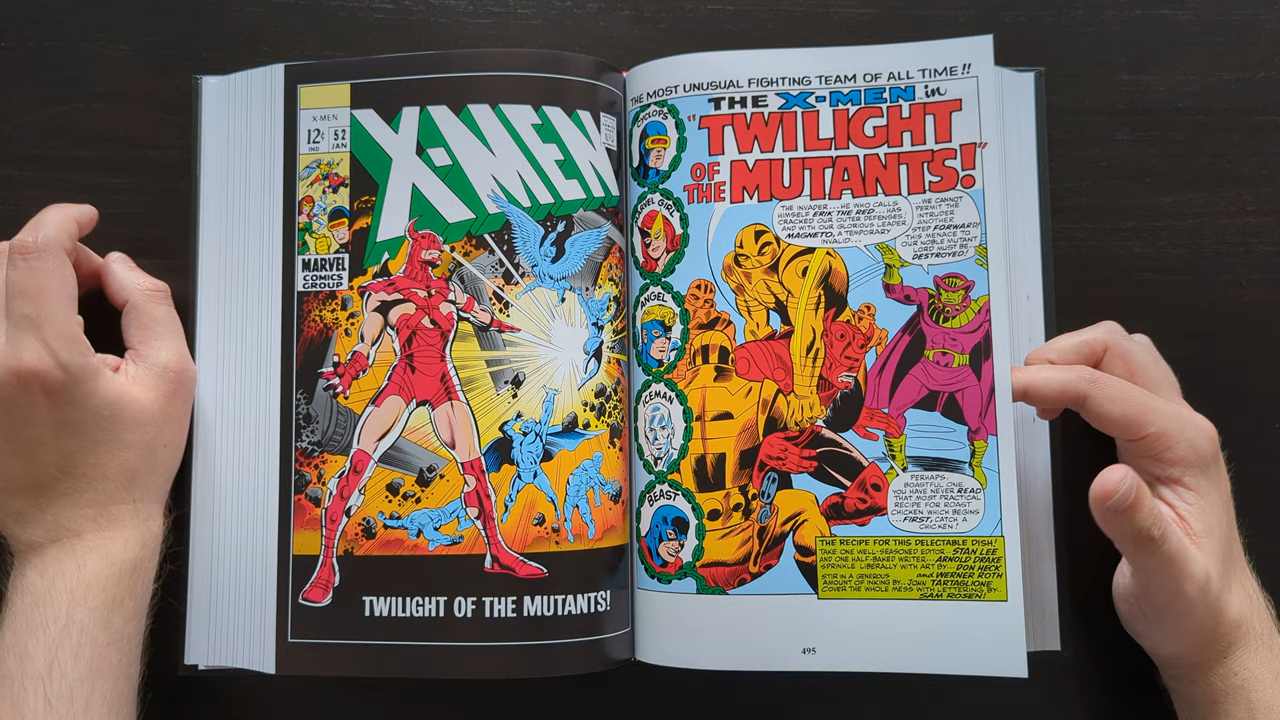 X-MEN
12¢
IND.
52
JAN
MARVEL
COMICS
GROUP
X-MEN
TWILIGHT OF THE MUTANTS!
THE MOST UNUSUAL FIGHTING TEAM OF ALL TIME!!
THE X-MEN in
"TWILIGHT
OF THE MUTANTS!"
CYCLOPS
MARVEL GIRL
ANGEL
ICEMAN
BEAST
THE INVADER...HE WHO CALLS
HIMSELF ERIK THE RED...HAS
CRACKED OUR OUTER DEFENSES!
AND WITH OUR GLORIOUS LEADER,
MAGNETO, A TEMPORARY
INVALID...
...WE CANNOT
PERMIT THE
INTRUDER
ANOTHER
STEP FORWARD!
THIS MENACE TO
OUR NOBLE MUTANT
LORD MUST BE
DESTROYED!
PERHAPS,
BOASTFUL ONE,
YOU HAVE NEVER READ
THAT MOST PRACTICAL
RECIPE FOR ROAST
CHICKEN WHICH BEGINS
...FIRST, CATCH A
CHICKEN!
THE RECIPE FOR THIS DELECTABLE DISH!
TAKE ONE WELL-SEASONED EDITOR.. STAN LEE
AND ONE HALF-BAKED WRITER... ARNOLD DRAKE
SPRINKLE LIBERALLY WITH ART BY... DON HECK
and WERNER ROTH
STIR IN A GENEROUS
AMOUNT OF INKING BY.. JOHN TARTAGLIONE
COVER THE WHOLE MESS WITH LETTERING BY..
SAM ROSEN!
495